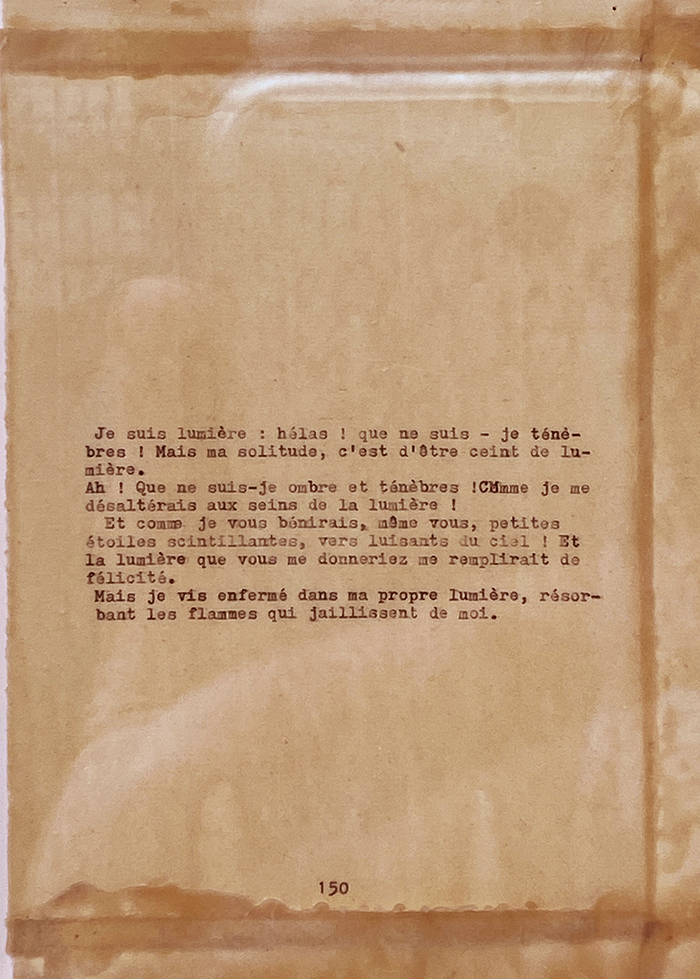 Je suis lumière : hélas ! que ne suis - je ténè-
bres ! Mais ma solitude, c'est d'être ceint de lu-
mière.
Ah ! Que ne suis-je ombre et ténèbres ! Comme je me
désaltérais aux seins de la lumière !
Et comme je vous bénirais, même vous, petites
étoiles scintillantes, vers luisants du ciel ! Et
la lumière que vous me donneriez me remplirait de
félicité.
Mais je vis enfermé dans ma propre lumière, résor-
bant les flammes qui jaillissent de moi.
150